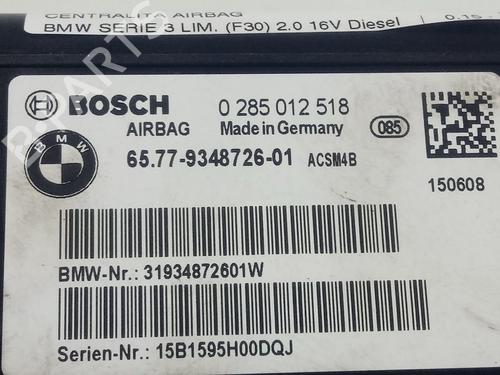 CENTRALITA AIRBAG
BMW SERIE 3 LIM. (F30) 2.0 16V Diesel
BOSCH 0 285 012 518
AIRBAG Made in Germany 085
BMW 65.77-9348726-01 ACSM4B
150608
BMW-Nr.: 31934872601W
Serien-Nr.: 15B1595H00DQJ
B-PARTS